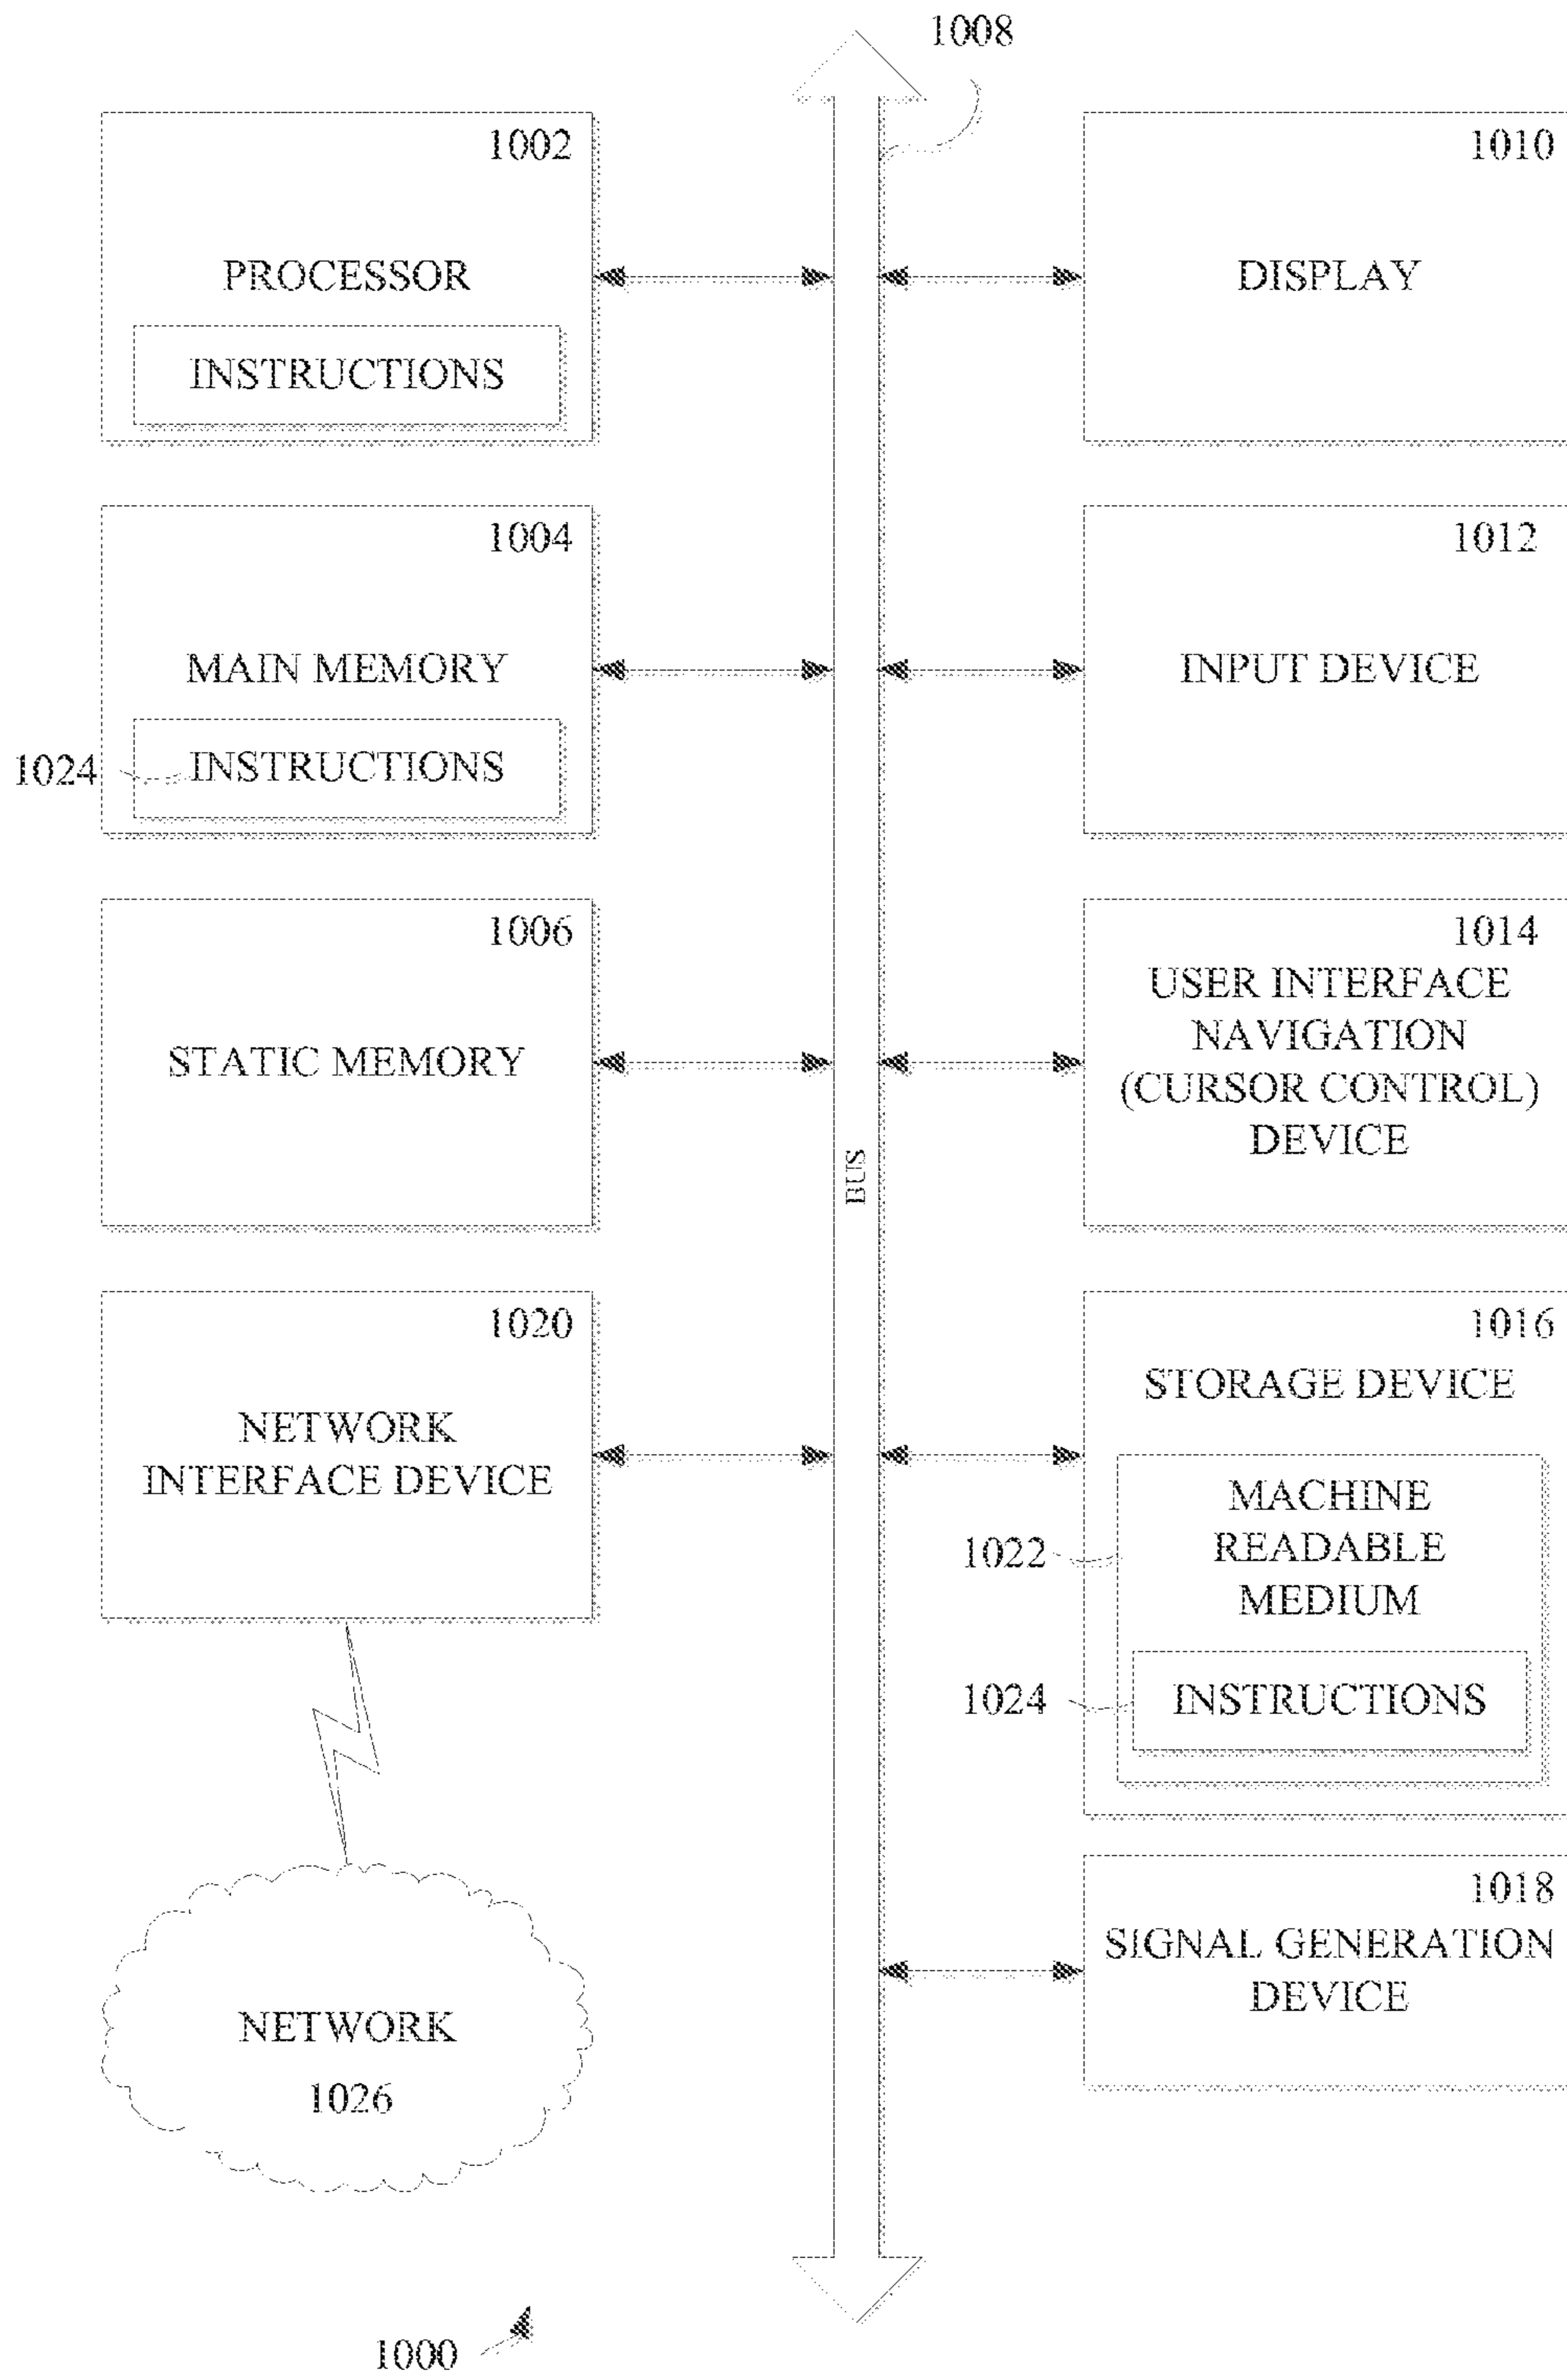 1008
1002
PROCESSOR
INSTRUCTIONS
1004
MAIN MEMORY
1024
INSTRUCTIONS
1006
STATIC MEMORY
1020
NETWORK
INTERFACE DEVICE
NETWORK
1026
1000
BUS
1010
DISPLAY
1012
INPUT DEVICE
1014
USER INTERFACE
NAVIGATION
(CURSOR CONTROL)
DEVICE
1016
STORAGE DEVICE
1022
MACHINE
READABLE
MEDIUM
1024
INSTRUCTIONS
1018
SIGNAL GENERATION
DEVICE